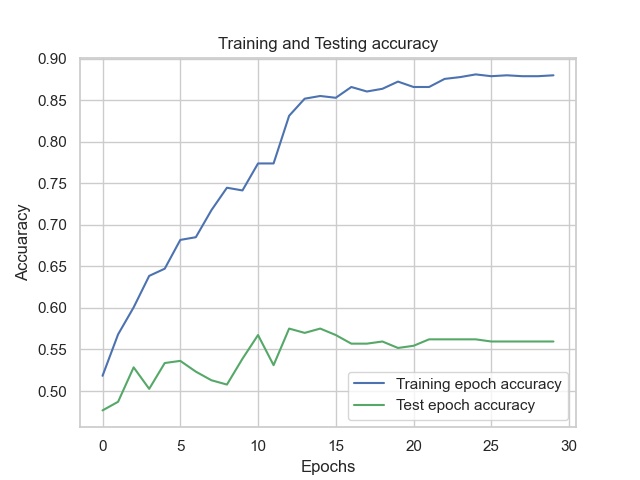 Training and Testing accuracy
0.90
0.85
0.80
0.75
0.70
0.65
0.60
0.55
0.50
Accuaracy
Training epoch accuracy
Test epoch accuracy
0 5 10 15 20 25 30
Epochs